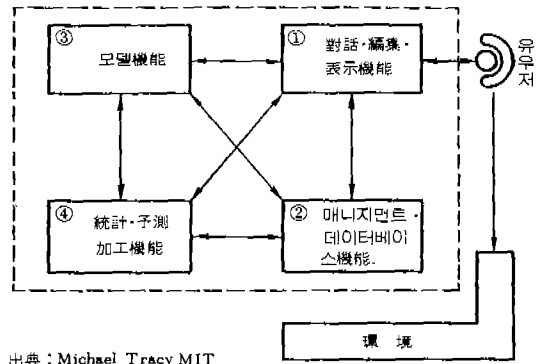 ③
모델機能
①
對話·編集·
表示機能
유우저
④
統計·予測
加工機能
②
매니지먼트·
데이터베이
스機能.
環 境
出典：Michael Tracy MIT